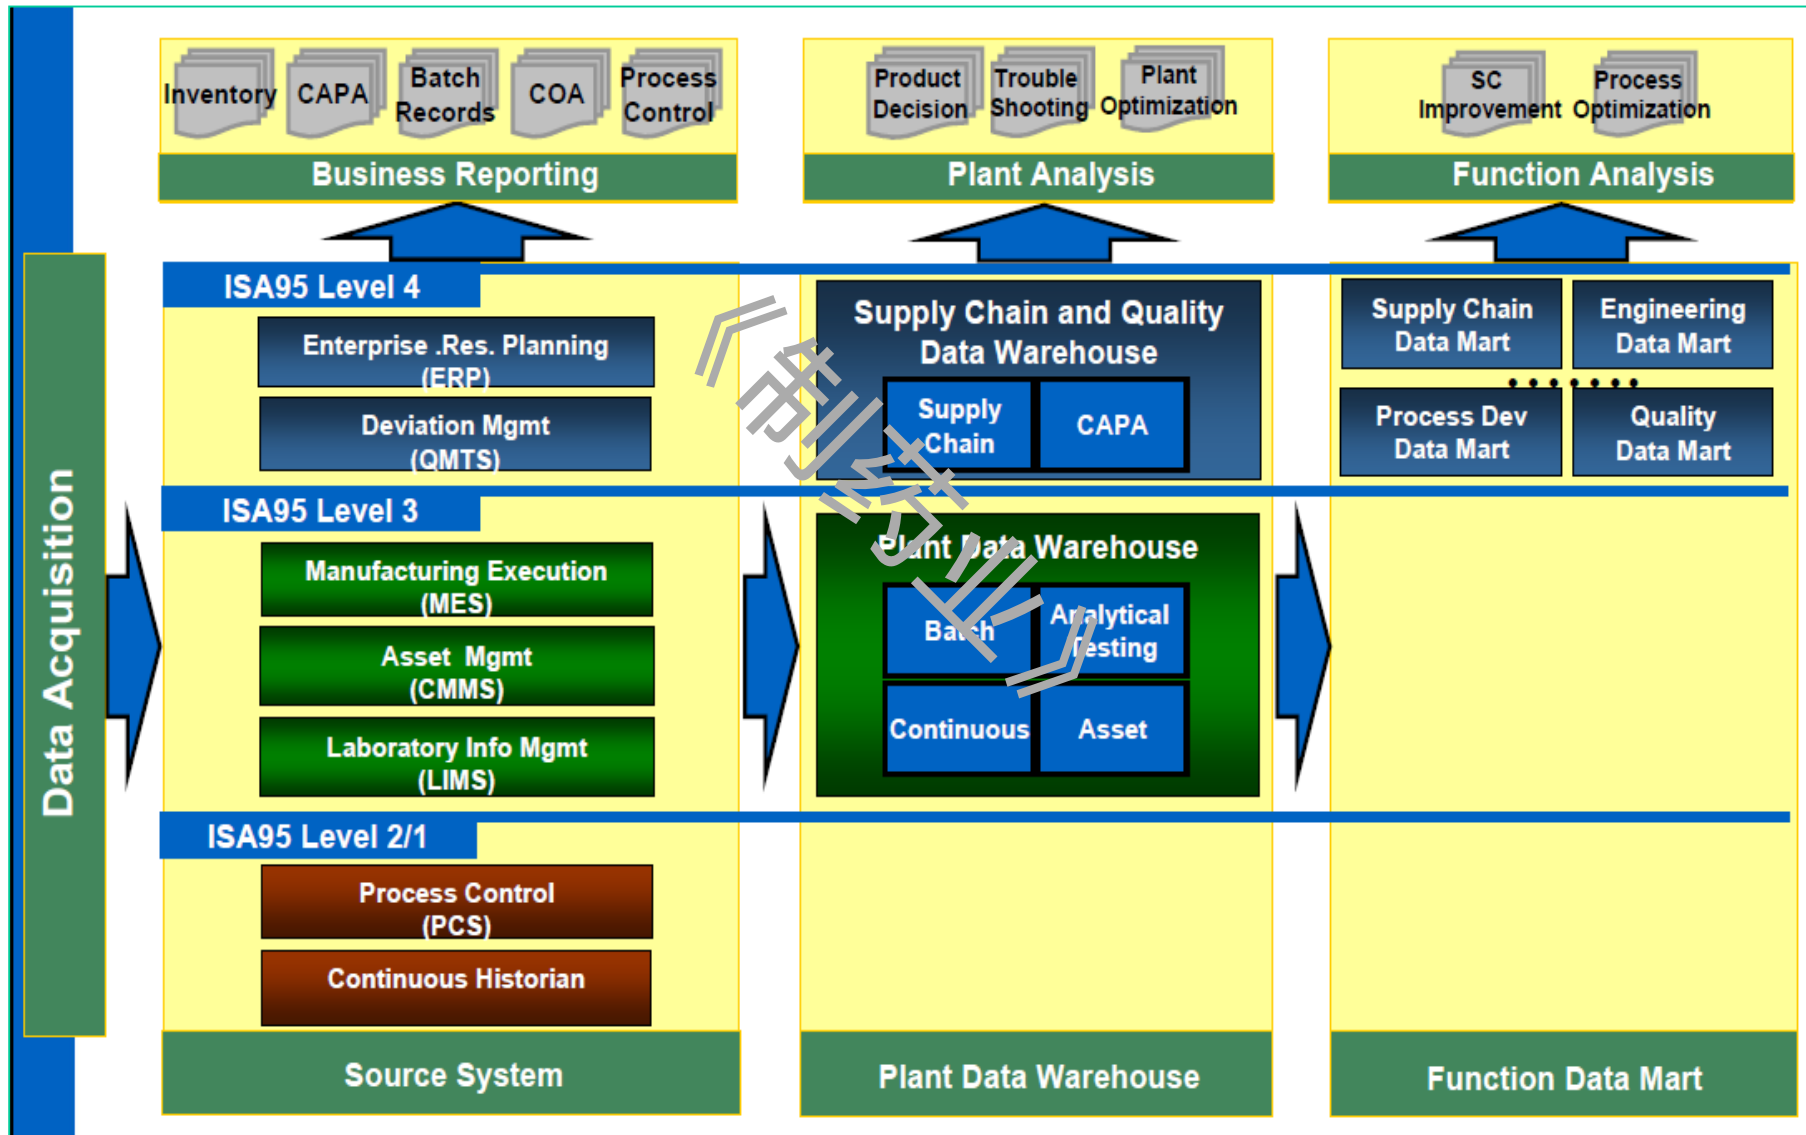 Inventory
CAPA
Batch
Records
COA
Process
Control
Business Reporting
Product
Decision
Trouble
Shooting
Plant
Optimization
Plant Analysis
SC
Improvement
Process
Optimization
Function Analysis
Data Acquisition
ISA95 Level 4
Enterprise .Res. Planning
(ERP)
Deviation Mgmt
(QMTS)
Supply Chain and Quality
Data Warehouse
Supply
Chain
CAPA
Supply Chain
Data Mart
Engineering
Data Mart
.......
Process Dev
Data Mart
Quality
Data Mart
ISA95 Level 3
Manufacturing Execution
(MES)
Asset Mgmt
(CMMS)
Laboratory Info Mgmt
(LIMS)
Plant Data Warehouse
Batch
Analytical
Testing
Continuous
Asset
ISA95 Level 2/1
Process Control
(PCS)
Continuous Historian
Source System
Plant Data Warehouse
Function Data Mart
《制药业》